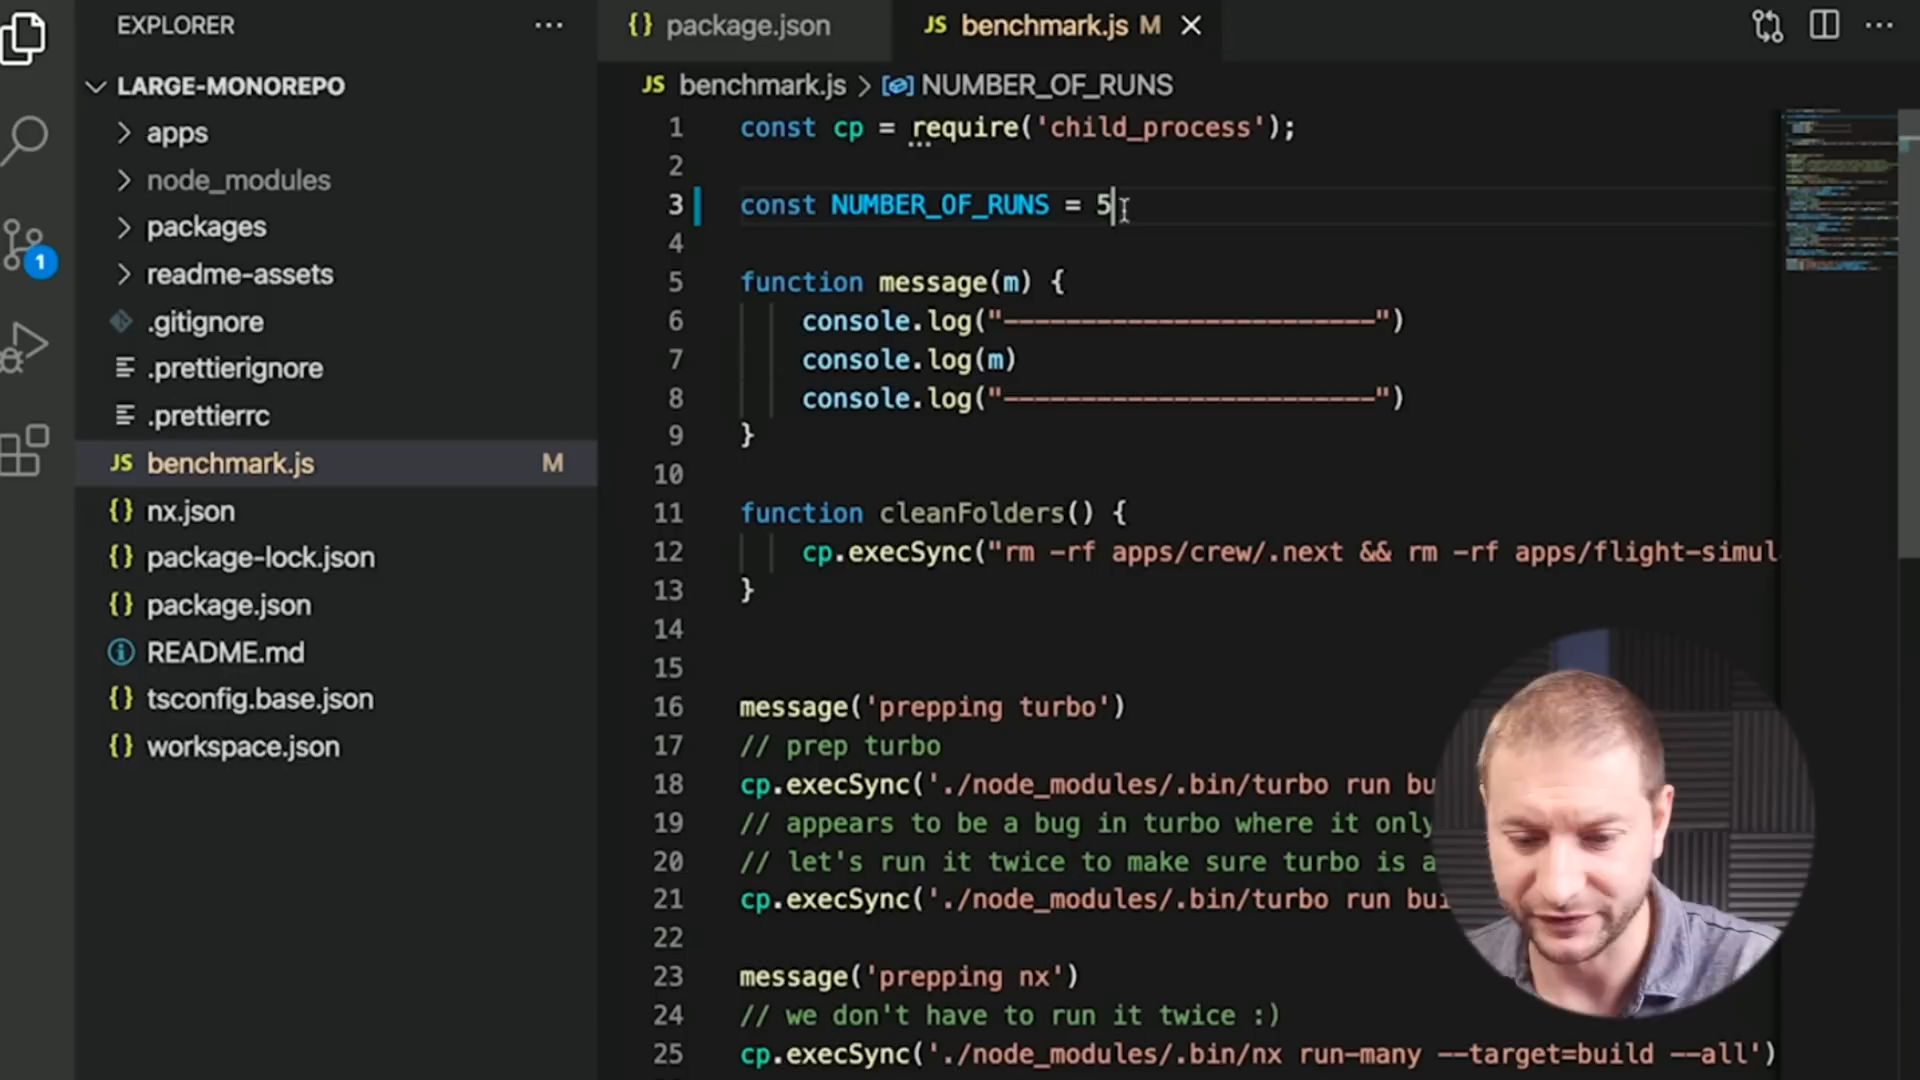 EXPLORER
LARGE-MONOREPO
apps
node_modules
packages
readme-assets
.gitignore
.prettierignore
.prettierrc
JS benchmark.js M
{} nx.json
{} package-lock.json
{} package.json
README.md
{} tsconfig.base.json
{} workspace.json
1
{} package.json
JS benchmark.js M
JS benchmark.js > NUMBER_OF_RUNS
1 const cp = require('child_process');
2
3 const NUMBER_OF_RUNS = 5
4
5 function message(m) {
6 console.log("------------------------")
7 console.log(m)
8 console.log("------------------------")
9 }
10
11 function cleanFolders() {
12 cp.execSync("rm -rf apps/crew/.next && rm -rf apps/flight-simul
13 }
14
15
16 message('prepping turbo')
17 // prep turbo
18 cp.execSync('./node_modules/.bin/turbo run bu
19 // appears to be a bug in turbo where it only
20 // let's run it twice to make sure turbo is a
21 cp.execSync('./node_modules/.bin/turbo run bui
22
23 message('prepping nx')
24 // we don't have to run it twice :)
25 cp.execSync('./node_modules/.bin/nx run-many --target=build --all')